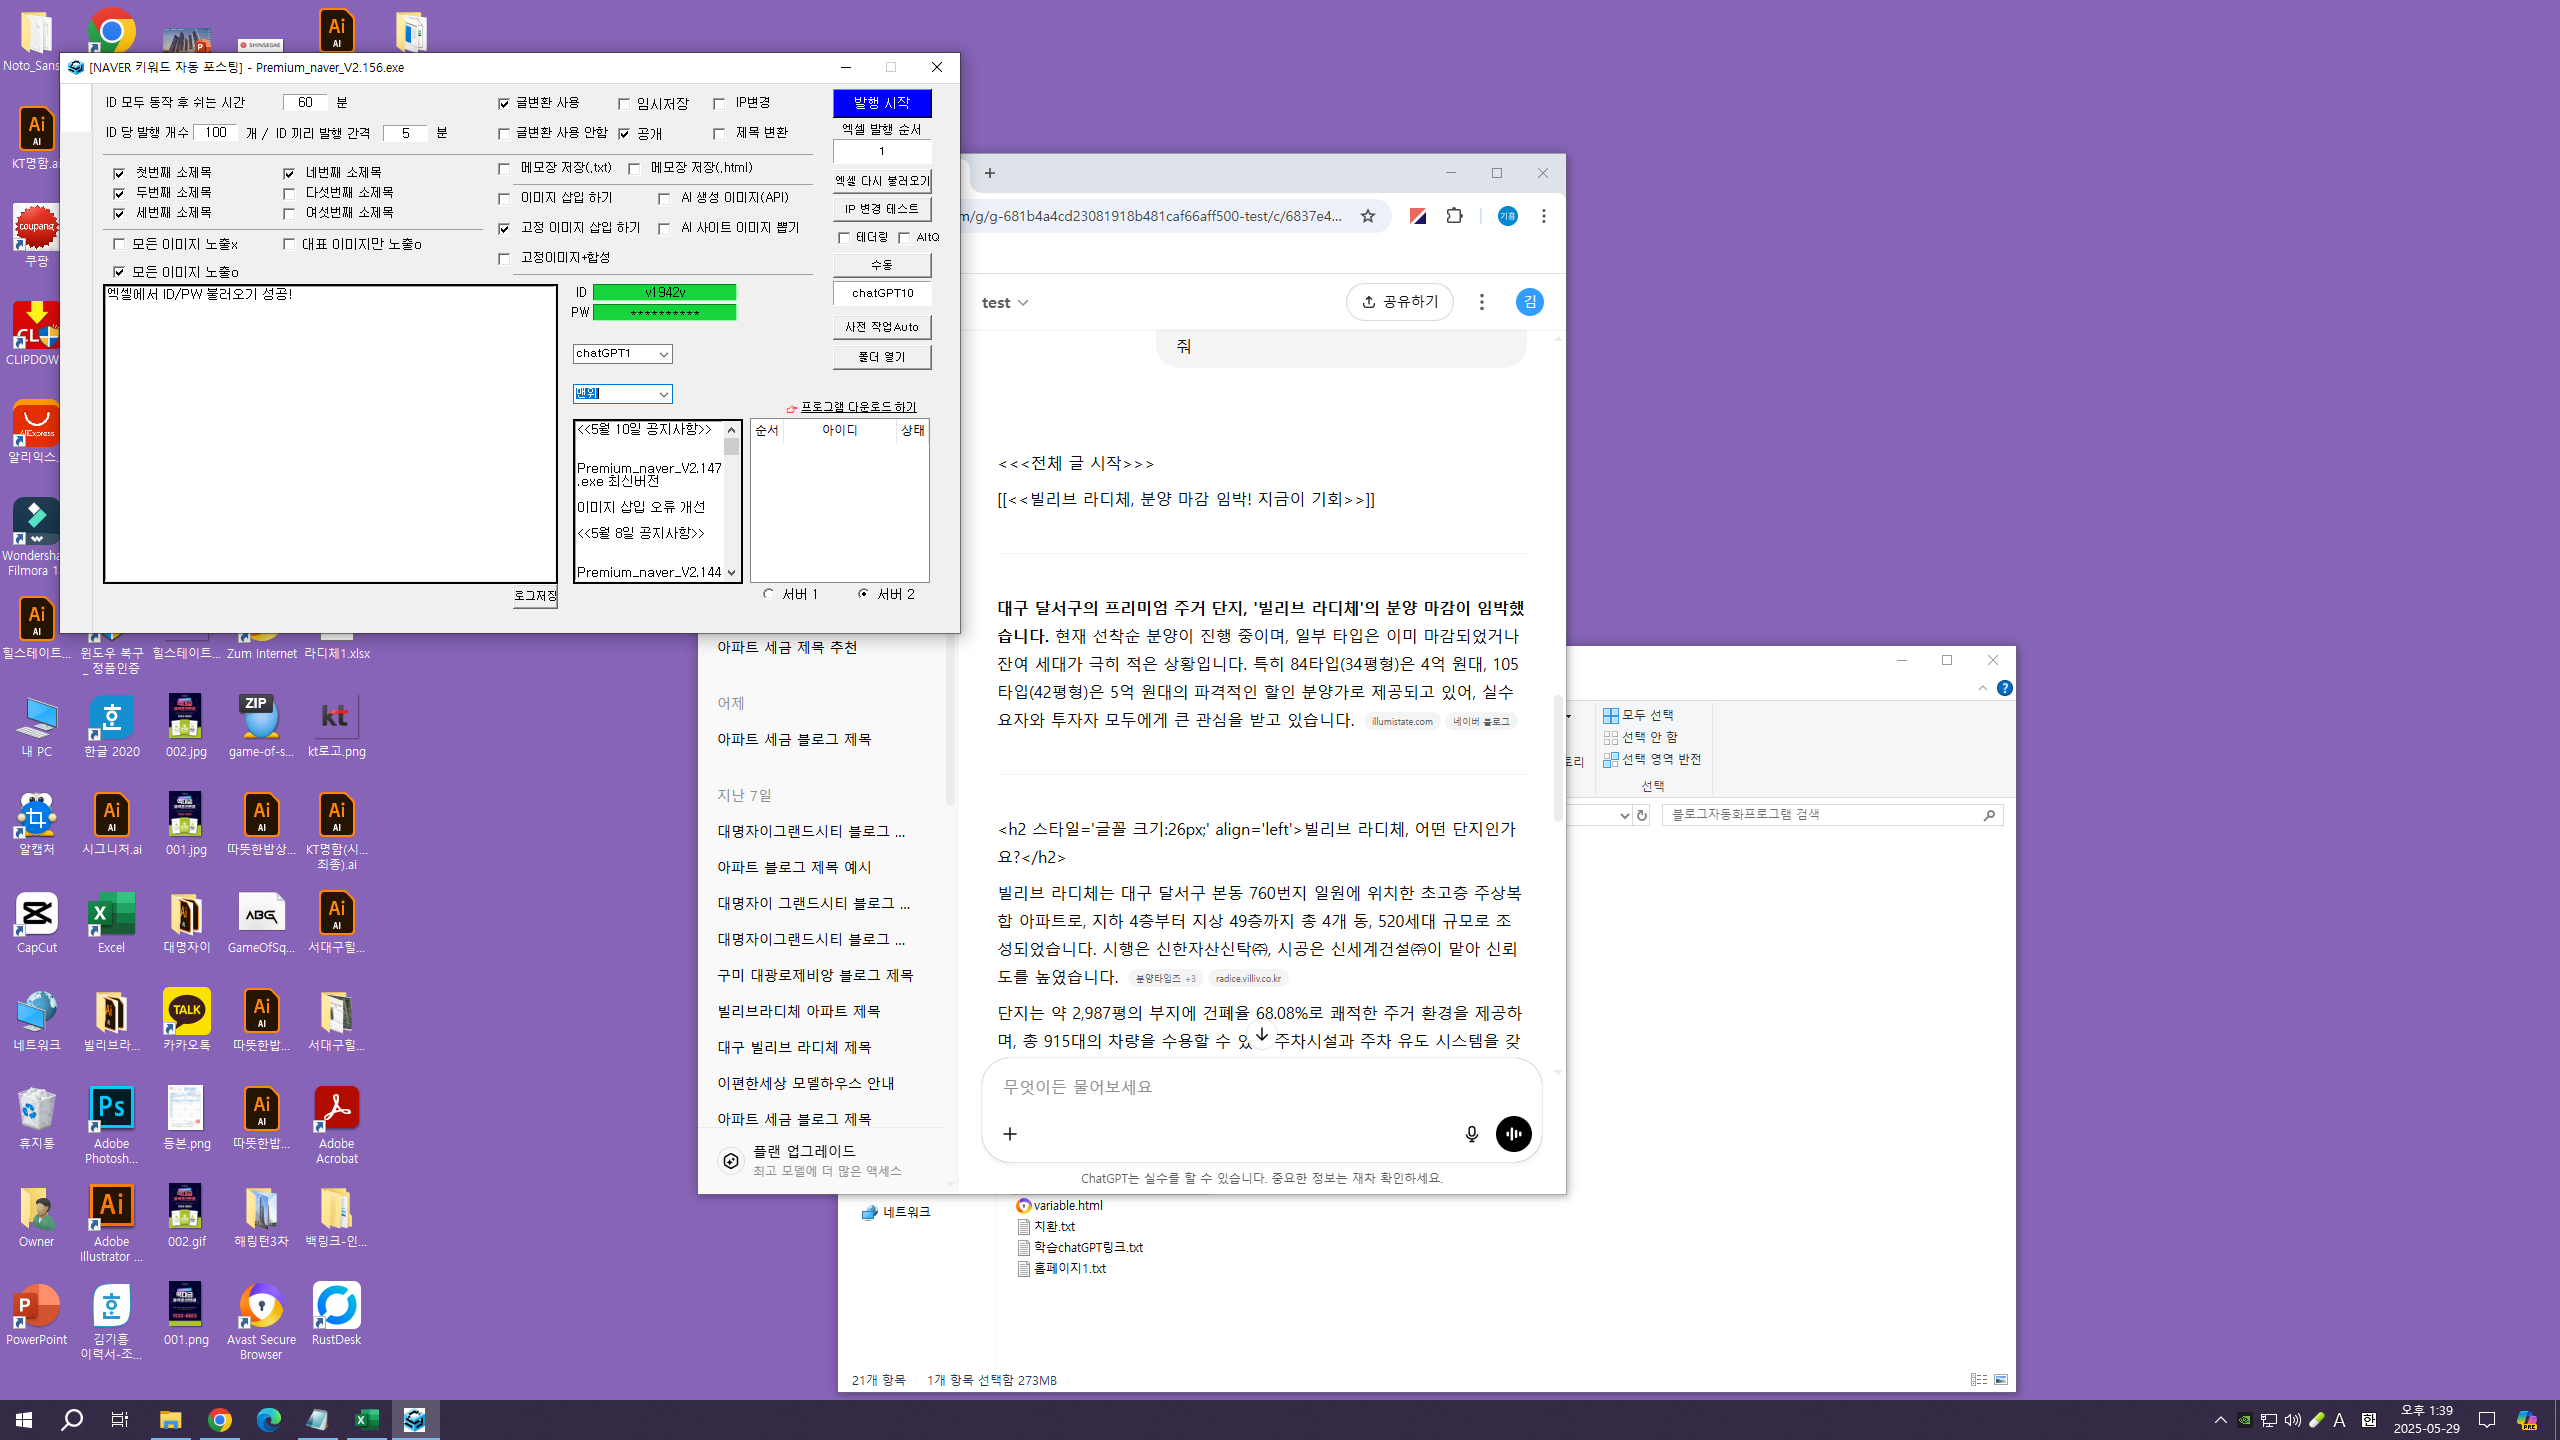 Noto_Sans
KT명함.ai
쿠팡
CLIPDOW
알리익스.
Wondersha
Filmora 1
힐스테이트...
윈도우 복구
_ 정품인증
힐스테이트...
Zum Internet
라디체1.xlsx
내 PC
한글 2020
002.jpg
game-of-s...
kt로고.png
알캡처
시그니처.ai
001.jpg
따뜻한밥상...
KT명함(시...
최종).ai
CapCut
Excel
대명자이
GameOfSq...
서대구힐...
네트워크
빌리브라...
카카오톡
따뜻한밥...
서대구힐...
휴지통
Adobe
Photosh...
등본.png
따뜻한밥...
Adobe
Acrobat
Owner
Adobe
Illustrator ...
002.gif
해링턴3차
백링크-인...
PowerPoint
김기흥
이력서-조...
001.png
Avast Secure
Browser
RustDesk
[NAVER 키워드 자동 포스팅] - Premium_naver_V2.156.exe
ID 모두 동작 후 쉬는 시간 60 분
ID 당 발행 개수 100 개 / ID 끼리 발행 간격 5 분
첫번째 소제목
네번째 소제목
두번째 소제목
다섯번째 소제목
세번째 소제목
여섯번째 소제목
모든 이미지 노출x
대표 이미지만 노출o
모든 이미지 노출o
글변환 사용
임시저장
IP변경
글변환 사용 안함
공개
제목 변환
메모장 저장(.txt)
메모장 저장(.html)
이미지 삽입 하기
AI 생성 이미지(API)
고정 이미지 삽입 하기
AI 사이트 이미지 뽑기
고정이미지+합성
발행 시작
엑셀 발행 순서
1
엑셀 다시 불러오기
IP 변경 테스트
테더링
AltQ
수동
chatGPT10
사전 작업Auto
폴더 열기
엑셀에서 ID/PW 불러오기 성공!
ID v1942v
PW **********
chatGPT1
맨위
프로그램 다운로드 하기
<<5월 10일 공지사항>>
Premium_naver_V2.147
.exe 최신버전
이미지 삽입 오류 개선
<<5월 8일 공지사항>>
Premium_naver_V2.144
순서 아이디 상태
로그저장
서버 1
서버 2
m/g/g-681b4a4cd23081918b481caf66aff500-test/c/6837e4...
기흥
test
공유하기
김
줘
<<<전체 글 시작>>>
[[<<빌리브 라디체, 분양 마감 임박! 지금이 기회>>]]
대구 달서구의 프리미엄 주거 단지, '빌리브 라디체'의 분양 마감이 임박했
습니다. 현재 선착순 분양이 진행 중이며, 일부 타입은 이미 마감되었거나
잔여 세대가 극히 적은 상황입니다. 특히 84타입(34평형)은 4억 원대, 105
타입(42평형)은 5억 원대의 파격적인 할인 분양가로 제공되고 있어, 실수
요자와 투자자 모두에게 큰 관심을 받고 있습니다. illumistate.com 네이버 블로그
<h2 스타일='글꼴 크기:26px;' align='left'>빌리브 라디체, 어떤 단지인가
요?</h2>
빌리브 라디체는 대구 달서구 본동 760번지 일원에 위치한 초고층 주상복
합 아파트로, 지하 4층부터 지상 49층까지 총 4개 동, 520세대 규모로 조
성되었습니다. 시행은 신한자산신탁㈜, 시공은 신세계건설㈜이 맡아 신뢰
도를 높였습니다. 분양타임즈 +3 radice.villiv.co.kr
단지는 약 2,987평의 부지에 건폐율 68.08%로 쾌적한 주거 환경을 제공하
며, 총 915대의 차량을 수용할 수 있 주차시설과 주차 유도 시스템을 갖
무엇이든 물어보세요
ChatGPT는 실수를 할 수 있습니다. 중요한 정보는 재차 확인하세요.
아파트 세금 제목 추천
어제
아파트 세금 블로그 제목
지난 7일
대명자이그랜드시티 블로그 ...
아파트 블로그 제목 예시
대명자이 그랜드시티 블로그 ...
대명자이그랜드시티 블로그 ...
구미 대광로제비앙 블로그 제목
빌리브라디체 아파트 제목
대구 빌리브 라디체 제목
이편한세상 모델하우스 안내
아파트 세금 블로그 제목
플랜 업그레이드
최고 모델에 더 많은 액세스
모두 선택
선택 안 함
선택 영역 반전
토리
선택
블로그자동화프로그램 검색
네트워크
variable.html
치환.txt
학습chatGPT링크.txt
홈페이지1.txt
21개 항목
1개 항목 선택함 273MB
A
한
오후 1:39
2025-05-29